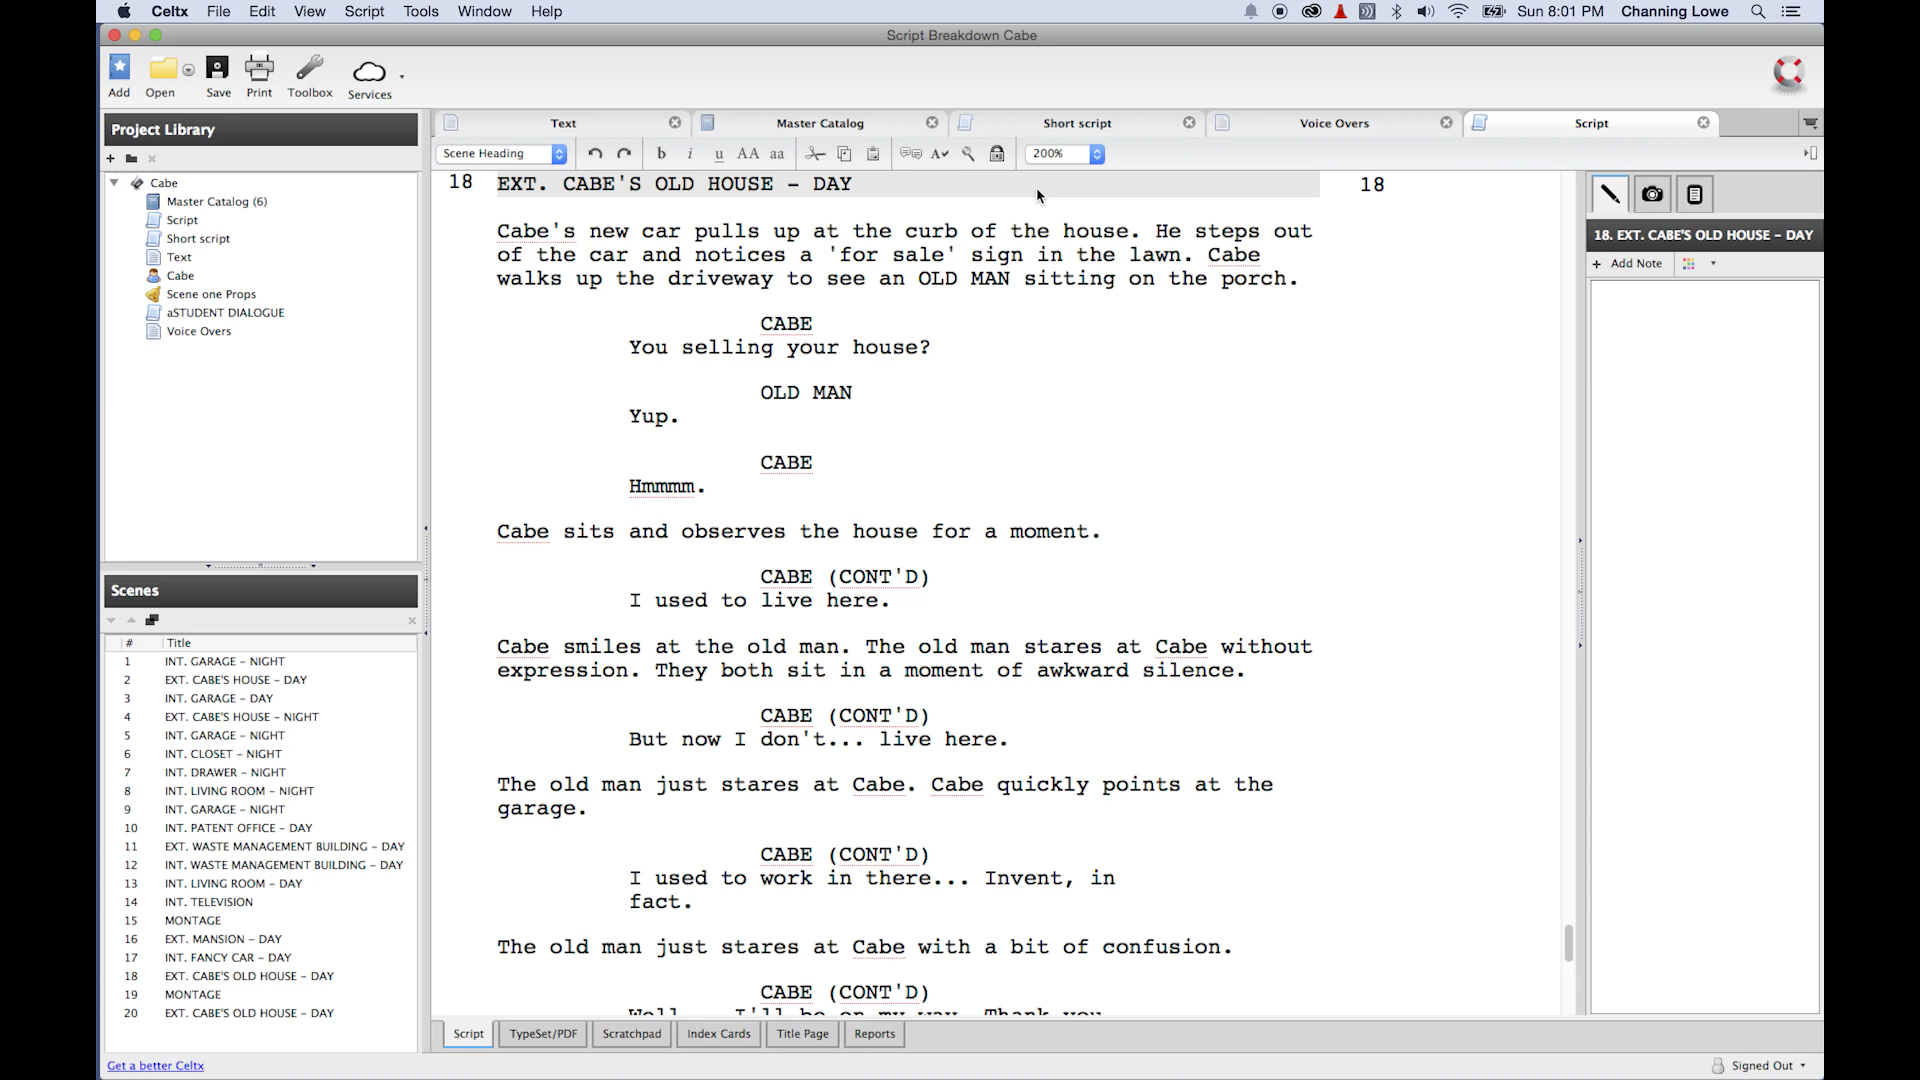 Celtx File Edit View Script Tools Window Help
Sun 8:01 PM Channing Lowe
Script Breakdown Cabe
Add Open Save Print Toolbox Services
Project Library
Text
Master Catalog
Short script
Voice Overs
Script
Scene Heading
b i u AA aa
200%
Cabe
Master Catalog (6)
Script
Short script
Text
Cabe
Scene one Props
aSTUDENT DIALOGUE
Voice Overs
Scenes
# Title
1 INT. GARAGE – NIGHT
2 EXT. CABE'S HOUSE – DAY
3 INT. GARAGE – DAY
4 EXT. CABE'S HOUSE – NIGHT
5 INT. GARAGE – NIGHT
6 INT. CLOSET – NIGHT
7 INT. DRAWER – NIGHT
8 INT. LIVING ROOM – NIGHT
9 INT. GARAGE – NIGHT
10 INT. PATENT OFFICE – DAY
11 EXT. WASTE MANAGEMENT BUILDING – DAY
12 INT. WASTE MANAGEMENT BUILDING – DAY
13 INT. LIVING ROOM – DAY
14 INT. TELEVISION
15 MONTAGE
16 EXT. MANSION – DAY
17 INT. FANCY CAR – DAY
18 EXT. CABE'S OLD HOUSE – DAY
19 MONTAGE
20 EXT. CABE'S OLD HOUSE – DAY
18 EXT. CABE'S OLD HOUSE – DAY 18
Cabe's new car pulls up at the curb of the house. He steps out
of the car and notices a 'for sale' sign in the lawn. Cabe
walks up the driveway to see an OLD MAN sitting on the porch.
CABE
You selling your house?
OLD MAN
Yup.
CABE
Hmmmm.
Cabe sits and observes the house for a moment.
CABE (CONT'D)
I used to live here.
Cabe smiles at the old man. The old man stares at Cabe without
expression. They both sit in a moment of awkward silence.
CABE (CONT'D)
But now I don't... live here.
The old man just stares at Cabe. Cabe quickly points at the
garage.
CABE (CONT'D)
I used to work in there... Invent, in
fact.
The old man just stares at Cabe with a bit of confusion.
CABE (CONT'D)
Well... I'll be on my way. Thank you
18. EXT. CABE'S OLD HOUSE – DAY
+ Add Note
Script TypeSet/PDF Scratchpad Index Cards Title Page Reports
Get a better Celtx
Signed Out